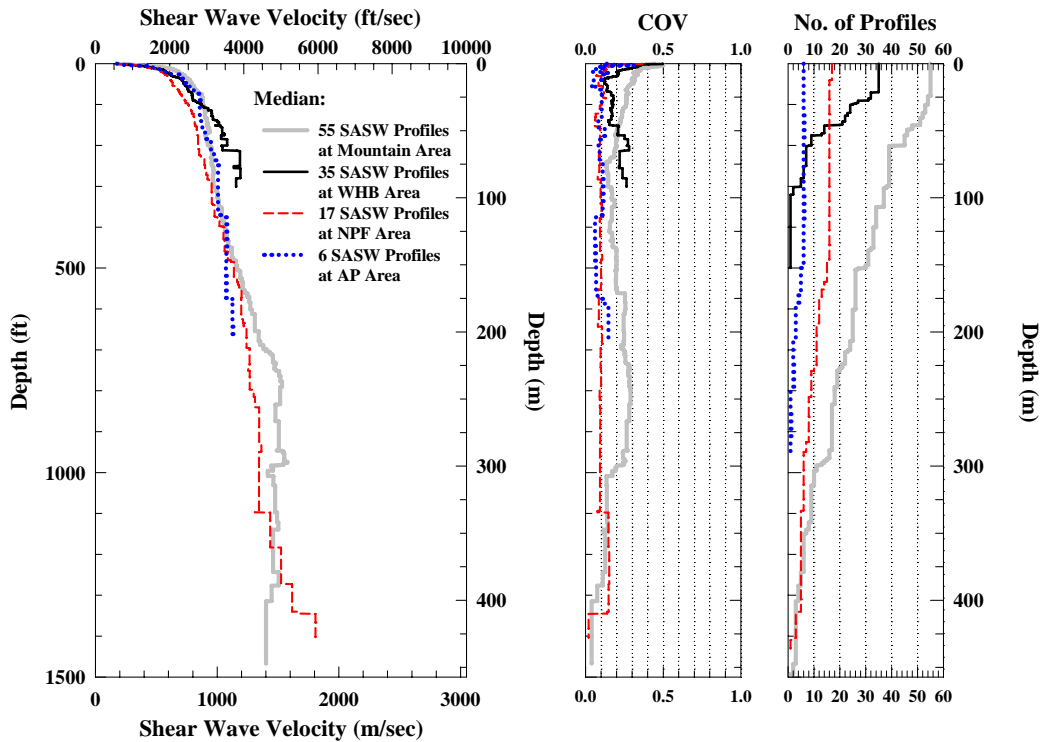 Shear Wave Velocity (ft/sec)
0 2000 4000 6000 8000 10000
COV
0.0 0.5 1.0
No. of Profiles
0 10 20 30 40 50 60
Depth (ft)
0
500
1000
1500
Median:
55 SASW Profiles
at Mountain Area
35 SASW Profiles
at WHB Area
17 SASW Profiles
at NPF Area
6 SASW Profiles
at AP Area
0
100
200
300
400
Depth (m)
0
100
200
300
400
Depth (m)
0 1000 2000 3000
Shear Wave Velocity (m/sec)
0.0 0.5 1.0
0 10 20 30 40 50 60